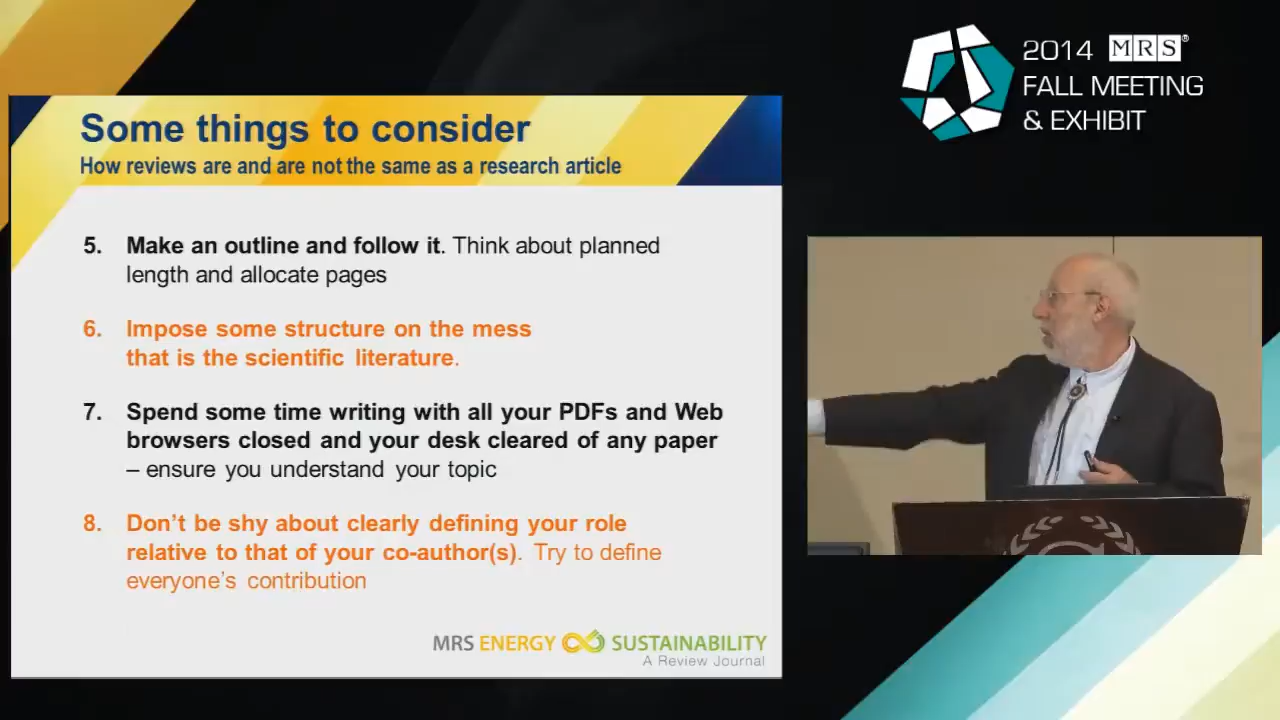 2014 MRS®
FALL MEETING
& EXHIBIT
Some things to consider
How reviews are and are not the same as a research article
5. Make an outline and follow it. Think about planned
length and allocate pages
6. Impose some structure on the mess
that is the scientific literature.
7. Spend some time writing with all your PDFs and Web
browsers closed and your desk cleared of any paper
– ensure you understand your topic
8. Don't be shy about clearly defining your role
relative to that of your co-author(s). Try to define
everyone's contribution
MRS ENERGY SUSTAINABILITY
A Review Journal